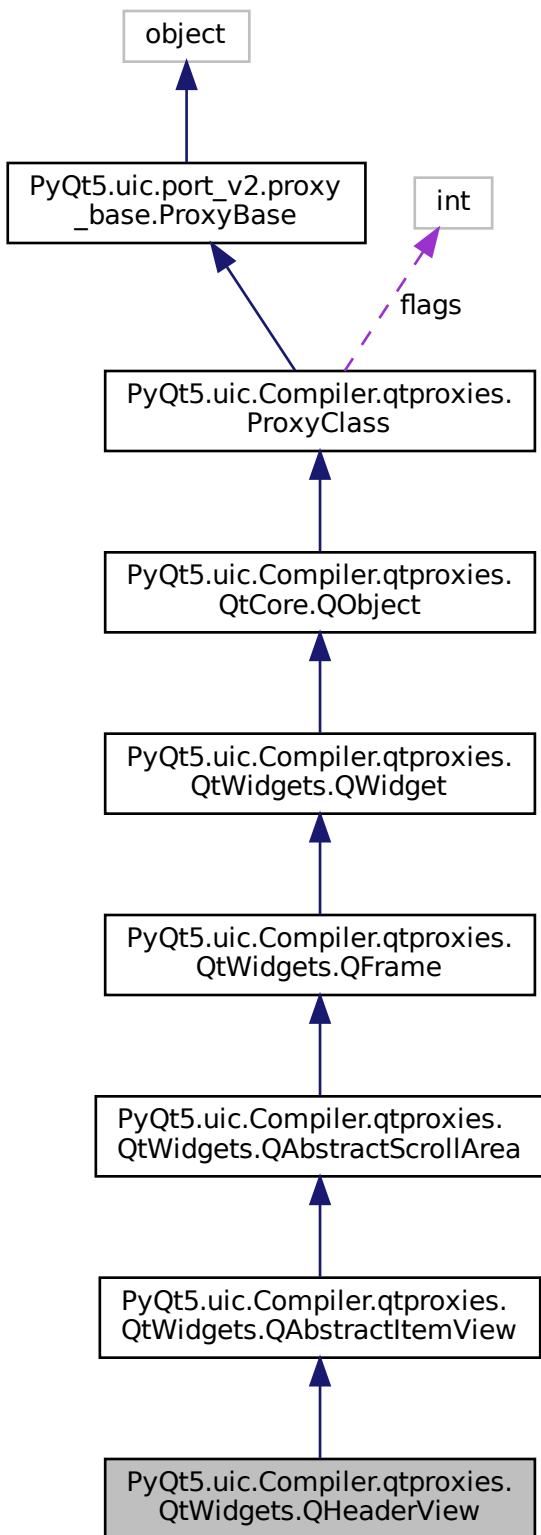 object
PyQt5.uic.port_v2.proxy
_base.ProxyBase
int
flags
PyQt5.uic.Compiler.qtproxies.
ProxyClass
PyQt5.uic.Compiler.qtproxies.
QtCore.QObject
PyQt5.uic.Compiler.qtproxies.
QtWidgets.QWidget
PyQt5.uic.Compiler.qtproxies.
QtWidgets.QFrame
PyQt5.uic.Compiler.qtproxies.
QtWidgets.QAbstractScrollArea
PyQt5.uic.Compiler.qtproxies.
QtWidgets.QAbstractItemView
PyQt5.uic.Compiler.qtproxies.
QtWidgets.QHeaderView